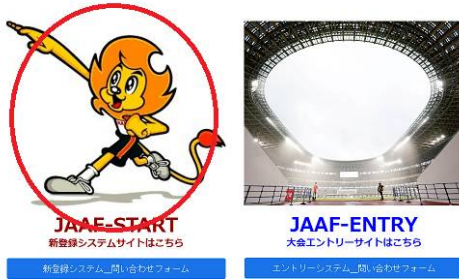 JAAF-START
新登録システムサイトはこちら
新登録システム_問い合わせフォーム
JAAF-ENTRY
大会エントリーサイトはこちら
エントリーシステム_問い合わせフォーム